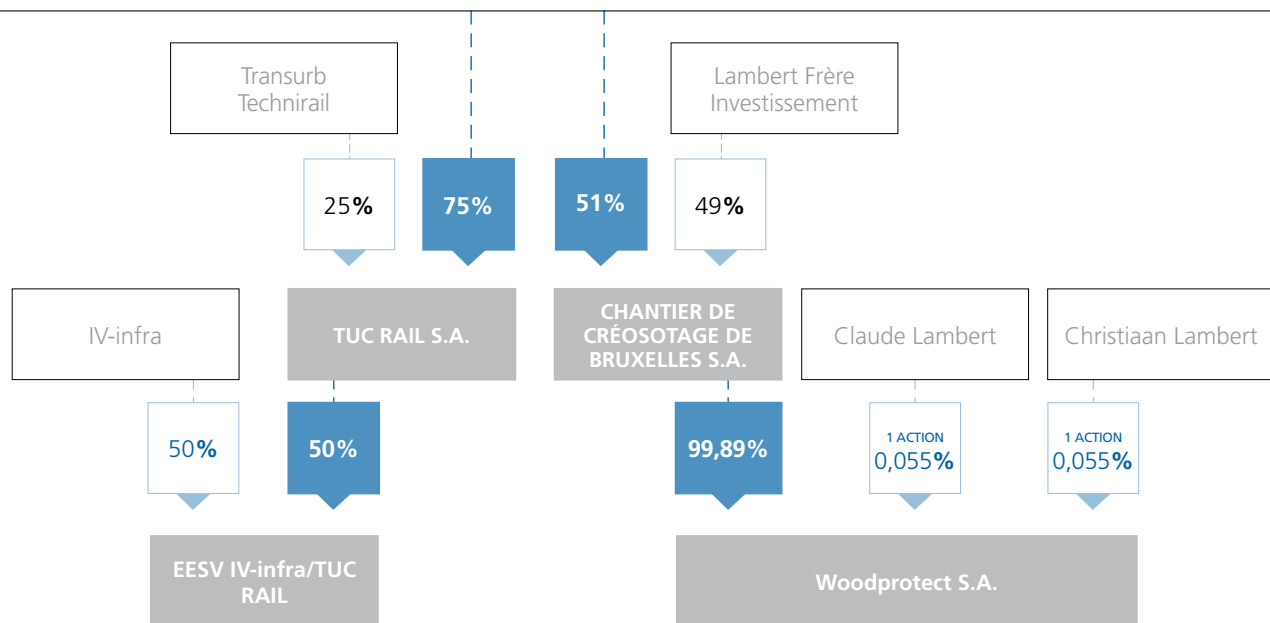 Transurb
Technirail
Lambert Frère
Investissement
25%
75%
51%
49%
IV-infra
TUC RAIL S.A.
CHANTIER DE
CRÉOSOTAGE DE
BRUXELLES S.A.
Claude Lambert
Christiaan Lambert
50%
50%
99,89%
1 ACTION
0,055%
1 ACTION
0,055%
EESV IV-infra/TUC
RAIL
Woodprotect S.A.